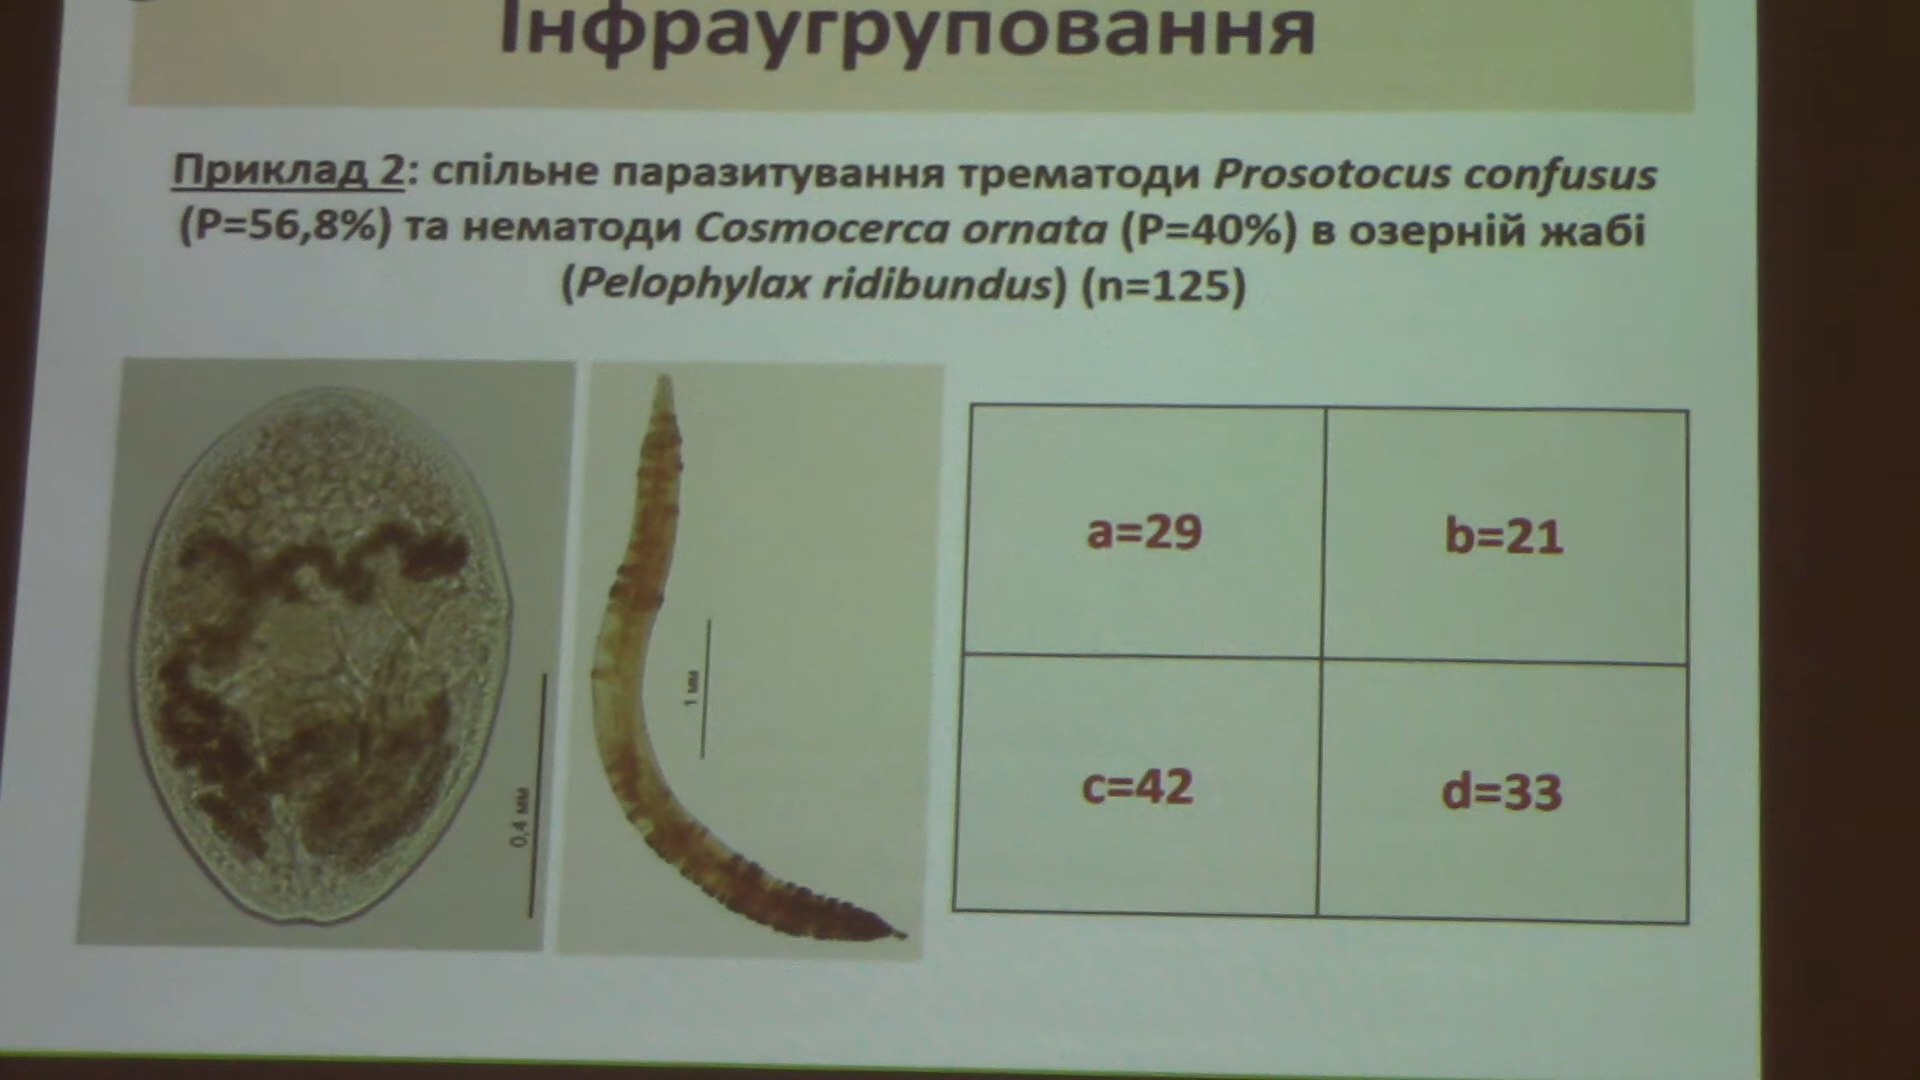 Інфраугруповання
Приклад 2: спільне паразитування трематоди Prosotocus confusus
(P=56,8%) та нематоди Cosmocerca ornata (P=40%) в озерній жабі
(Pelophylax ridibundus) (n=125)
a=29
b=21
c=42
d=33
0,4 мм
1 мм